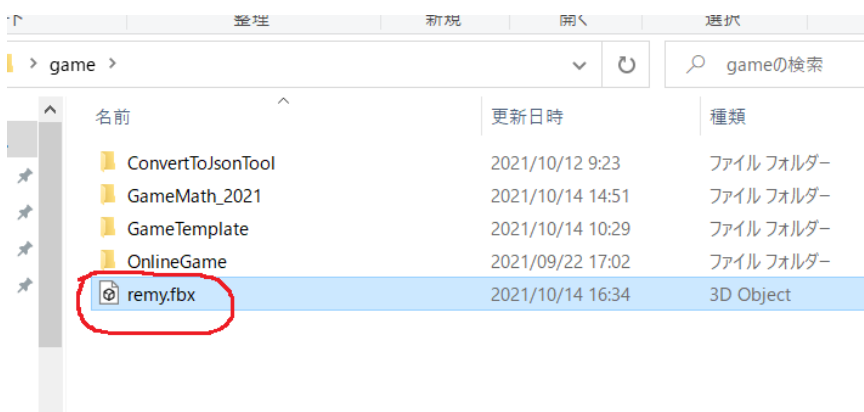 ト 整理 新規 開く 選択
> game > gameの検索
名前 更新日時 種類
ConvertToJsonTool 2021/10/12 9:23 ファイル フォルダー
GameMath_2021 2021/10/14 14:51 ファイル フォルダー
GameTemplate 2021/10/14 10:29 ファイル フォルダー
OnlineGame 2021/09/22 17:02 ファイル フォルダー
remy.fbx 2021/10/14 16:34 3D Object